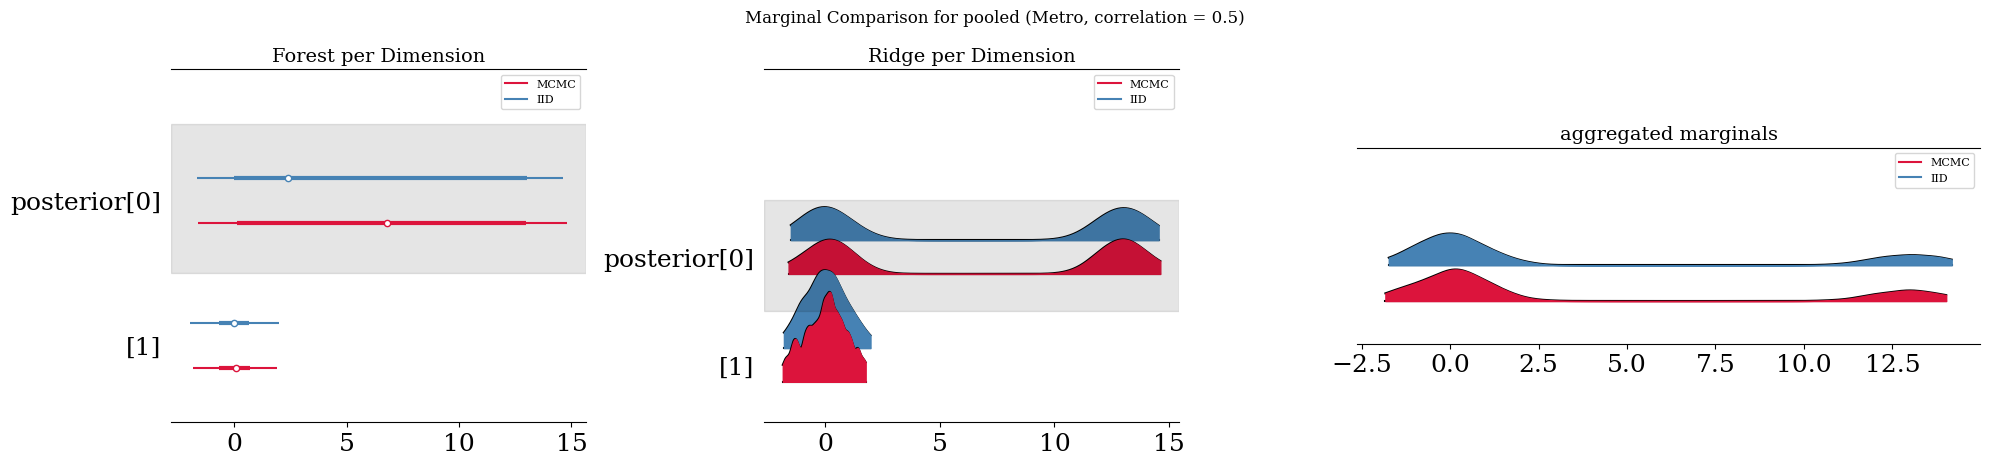 Marginal Comparison for pooled (Metro, correlation = 0.5)
Forest per Dimension
MCMC
IID
posterior[0]
[1]
0 5 10 15
Ridge per Dimension
MCMC
IID
posterior[0]
[1]
0 5 10 15
aggregated marginals
MCMC
IID
−2.5 0.0 2.5 5.0 7.5 10.0 12.5